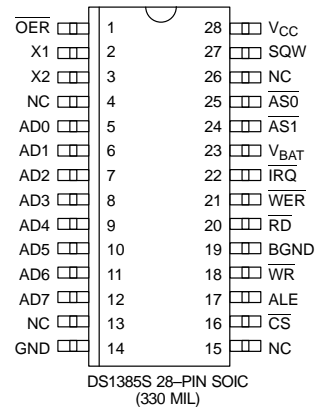 OER 1 28 VCC
X1 2 27 SQW
X2 3 26 NC
NC 4 25 AS0
AD0 5 24 AS1
AD1 6 23 VBAT
AD2 7 22 IRQ
AD3 8 21 WER
AD4 9 20 RD
AD5 10 19 BGND
AD6 11 18 WR
AD7 12 17 ALE
NC 13 16 CS
GND 14 15 NC
DS1385S 28–PIN SOIC
(330 MIL)